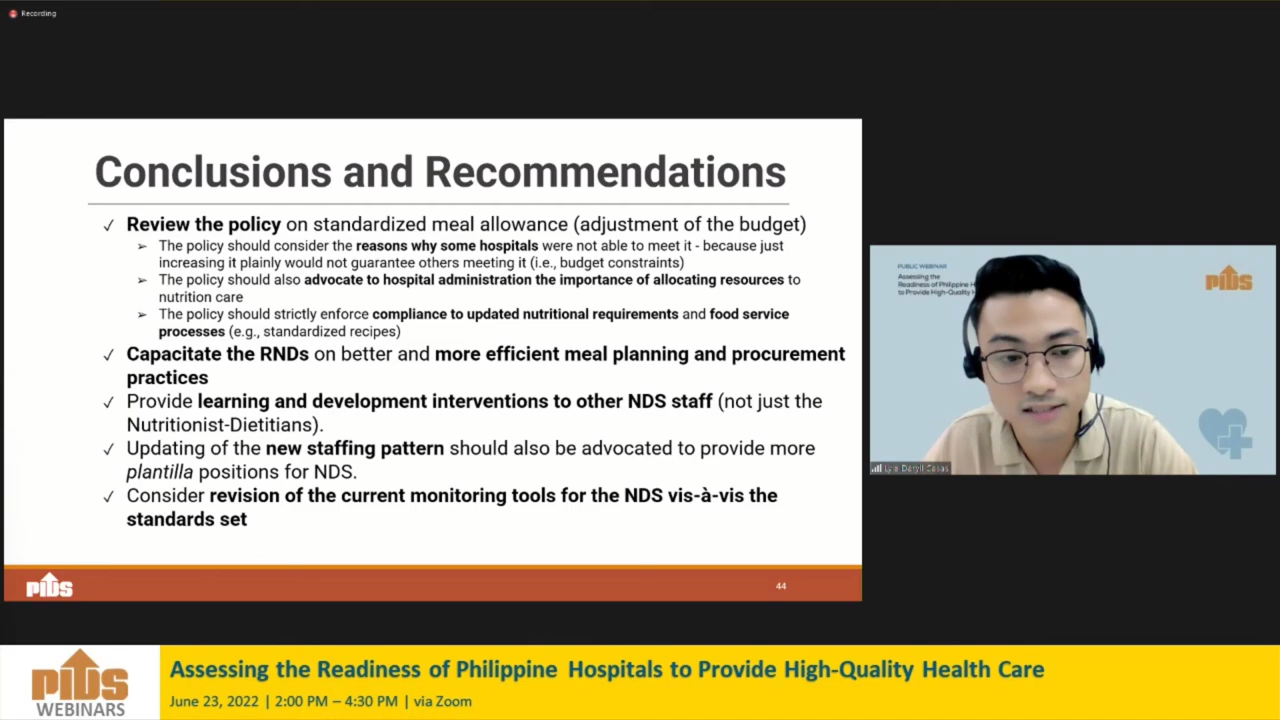 Recording
Conclusions and Recommendations
✓ Review the policy on standardized meal allowance (adjustment of the budget)
➢ The policy should consider the reasons why some hospitals were not able to meet it - because just
increasing it plainly would not guarantee others meeting it (i.e., budget constraints)
➢ The policy should also advocate to hospital administration the importance of allocating resources to
nutrition care
➢ The policy should strictly enforce compliance to updated nutritional requirements and food service
processes (e.g., standardized recipes)
✓ Capacitate the RNDs on better and more efficient meal planning and procurement
practices
✓ Provide learning and development interventions to other NDS staff (not just the
Nutritionist-Dietitians).
✓ Updating of the new staffing pattern should also be advocated to provide more
plantilla positions for NDS.
✓ Consider revision of the current monitoring tools for the NDS vis-à-vis the
standards set
PIDS
44
PUBLIC WEBINAR
Assessing the
Readiness of Philippine H
to Provide High-Quality H
PIDS
Lyle Daryll Casas
PIDS
WEBINARS
Assessing the Readiness of Philippine Hospitals to Provide High-Quality Health Care
June 23, 2022 | 2:00 PM – 4:30 PM | via Zoom